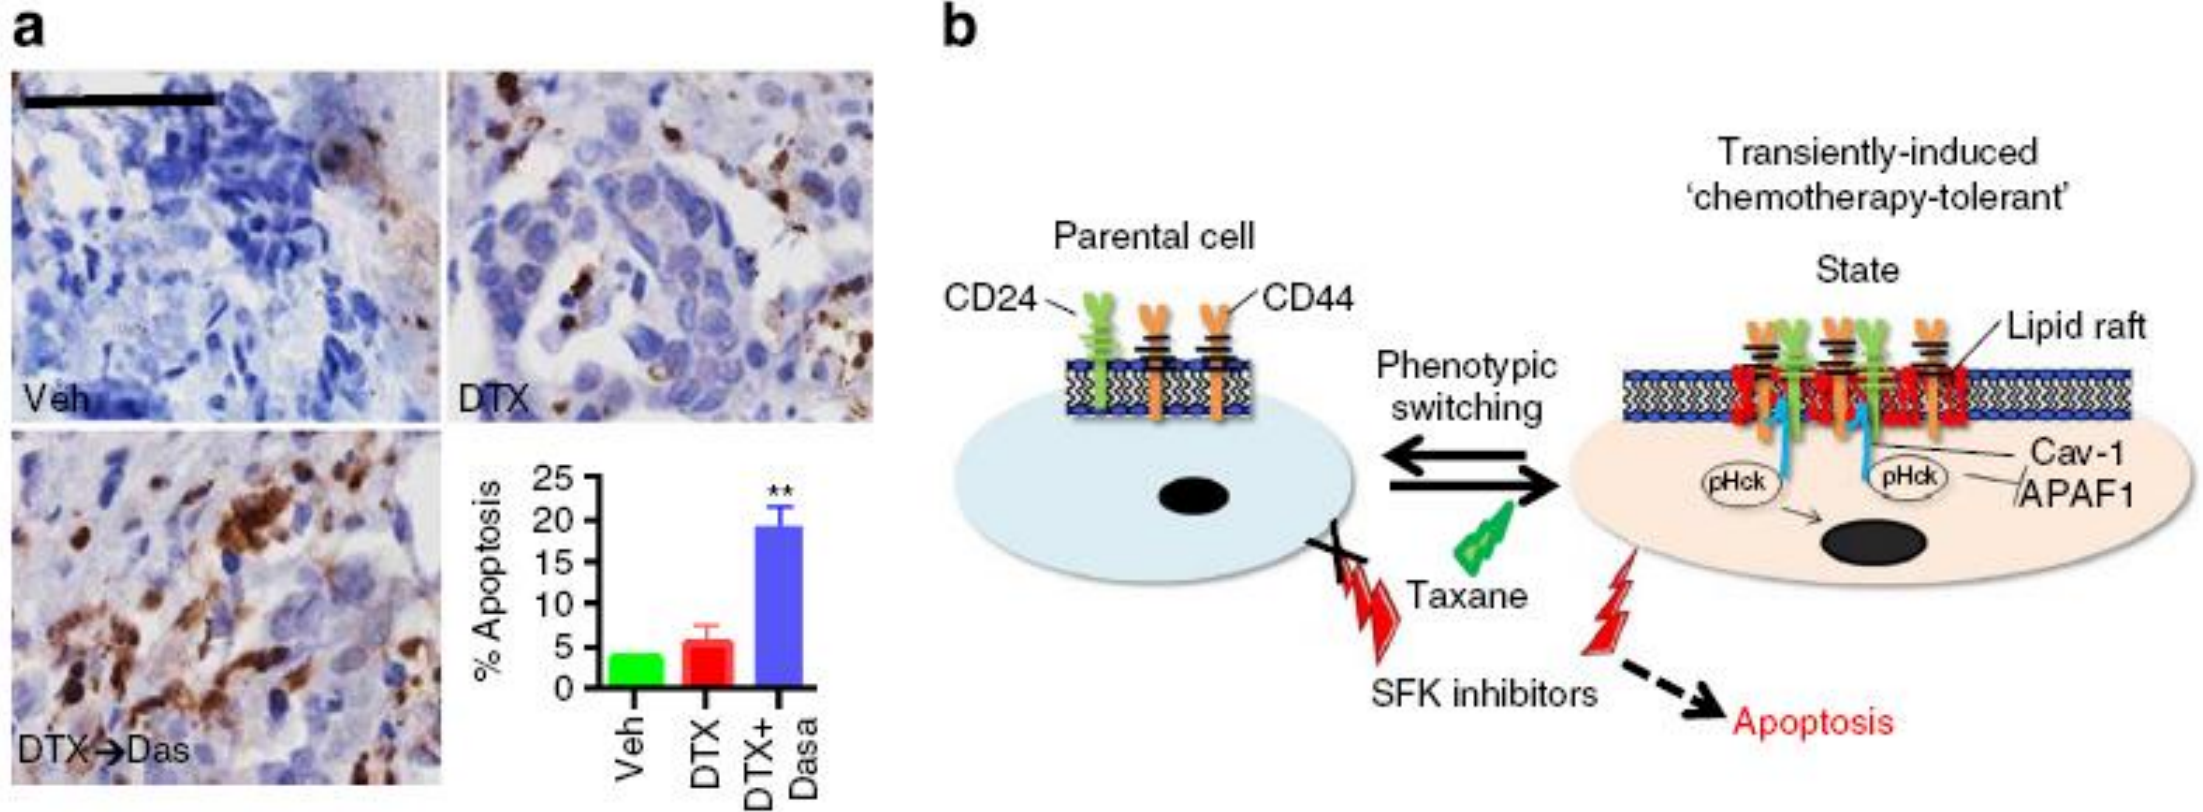 a
Veh
DTX
DTX→Das
% Apoptosis
25
20
15
10
5
0
**
Veh
DTX
DTX+
Dasa
b
Parental cell
CD24
CD44
Phenotypic
switching
Taxane
SFK inhibitors
Transiently-induced
‘chemotherapy-tolerant’
State
Lipid raft
Cav-1
APAF1
pHck
pHck
Apoptosis